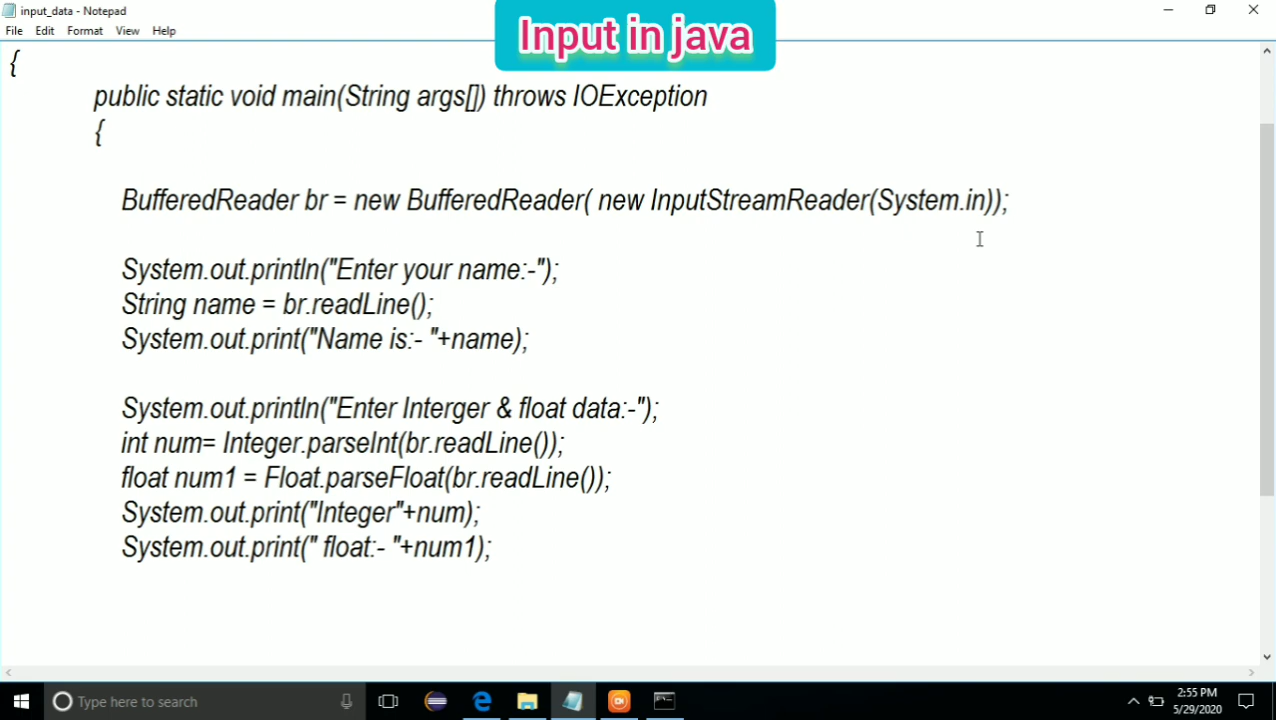 input_data - Notepad
Input in java
File Edit Format View Help
{
public static void main(String args[]) throws IOException
{
BufferedReader br = new BufferedReader( new InputStreamReader(System.in));
System.out.println("Enter your name:-");
String name = br.readLine();
System.out.print("Name is:- "+name);
System.out.println("Enter Interger & float data:-");
int num= Integer.parseInt(br.readLine());
float num1 = Float.parseFloat(br.readLine());
System.out.print("Integer"+num);
System.out.print(" float:- "+num1);
Type here to search
2:55 PM
5/29/2020